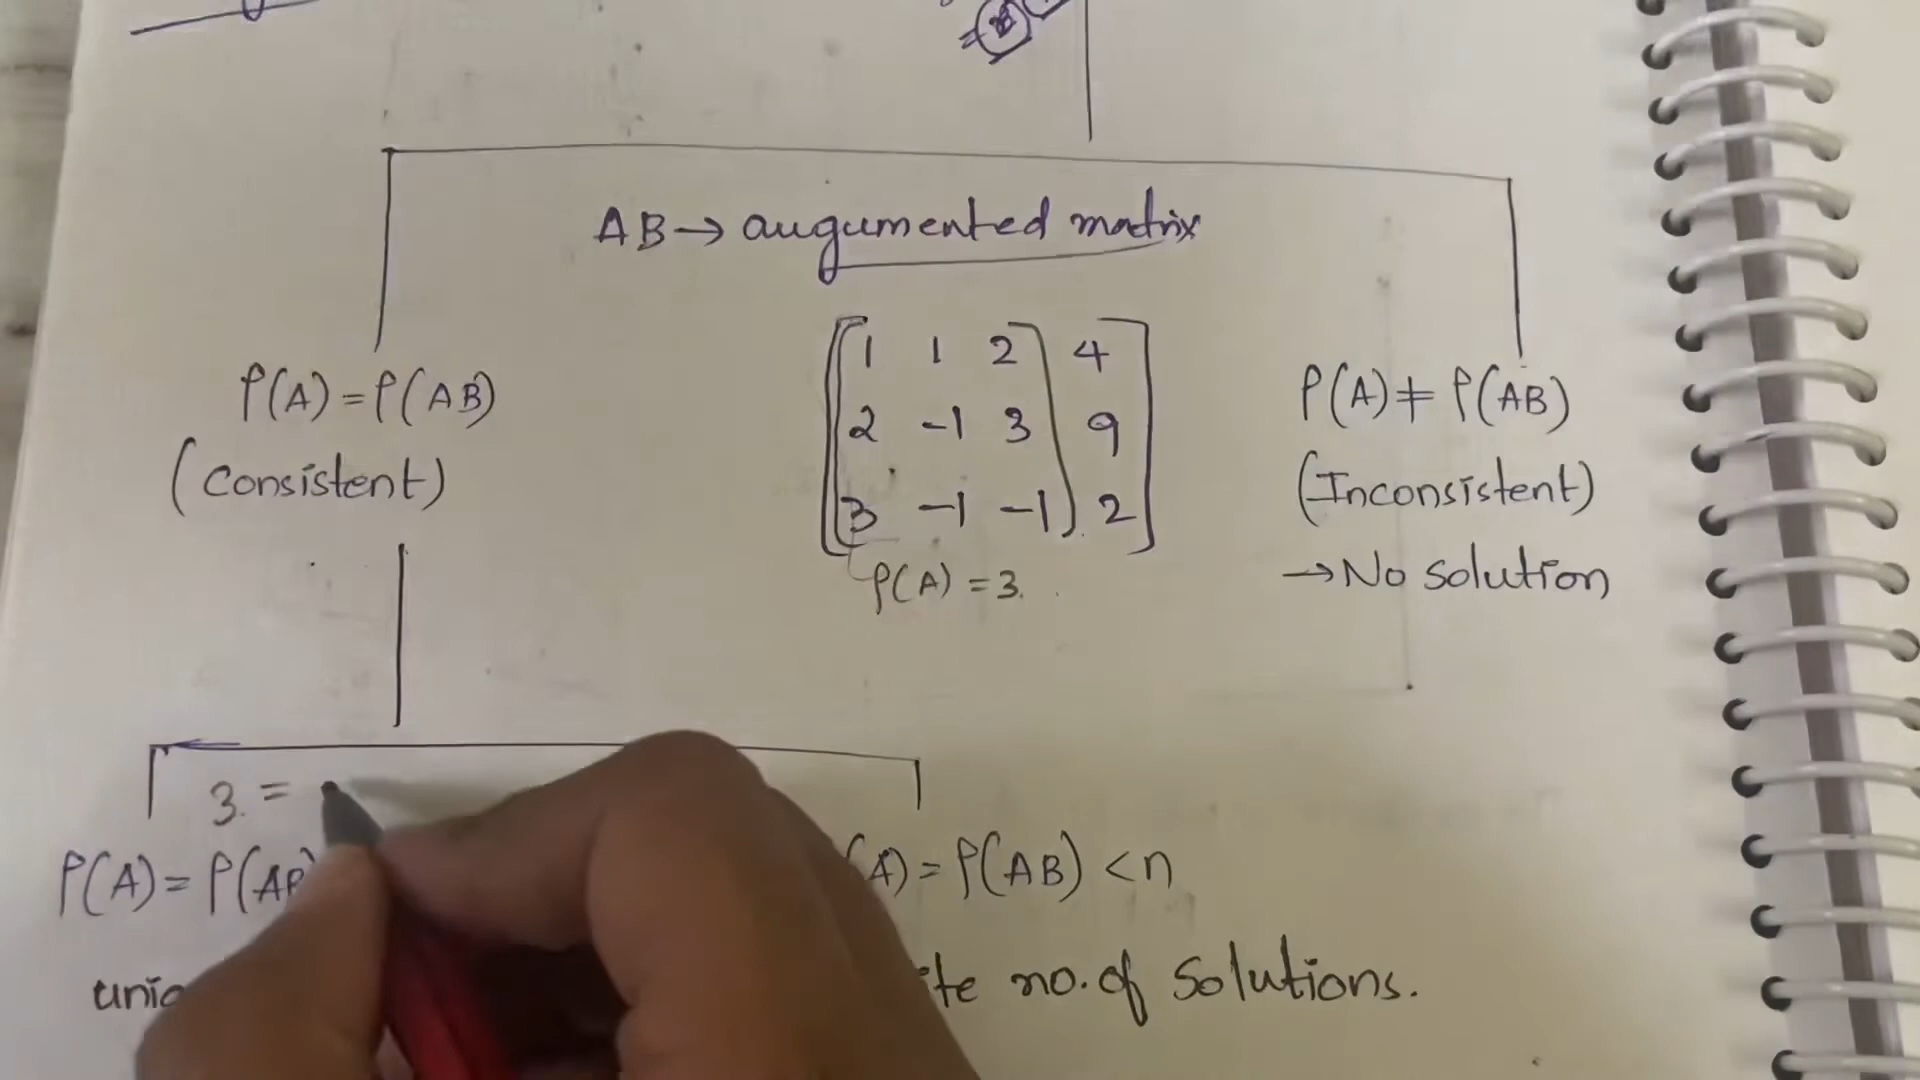 AB→ augumented matrix
1 1 2 4
2 -1 3 9
3 -1 -1 2
ρ(A) = 3.
ρ(A) = ρ(AB)
(Consistent)
ρ(A) ≠ ρ(AB)
(Inconsistent)
→No solution
3. =
ρ(A) = ρ(AB)
(A) = ρ(AB) < n
no. of Solutions.